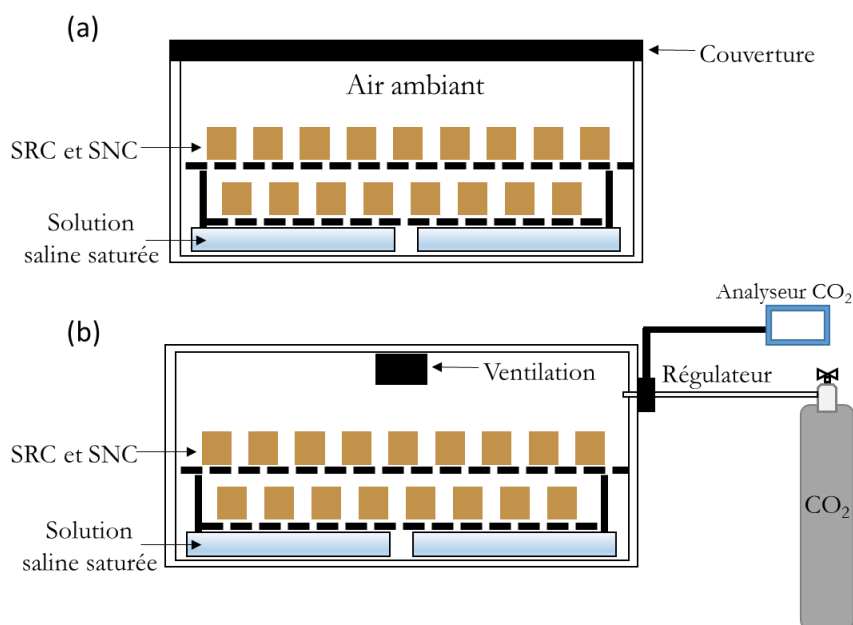 (a)
Couverture
Air ambiant
SRC et SNC
Solution
saline saturée
Analyseur CO₂
(b)
Ventilation
Régulateur
SRC et SNC
CO₂
Solution
saline saturée